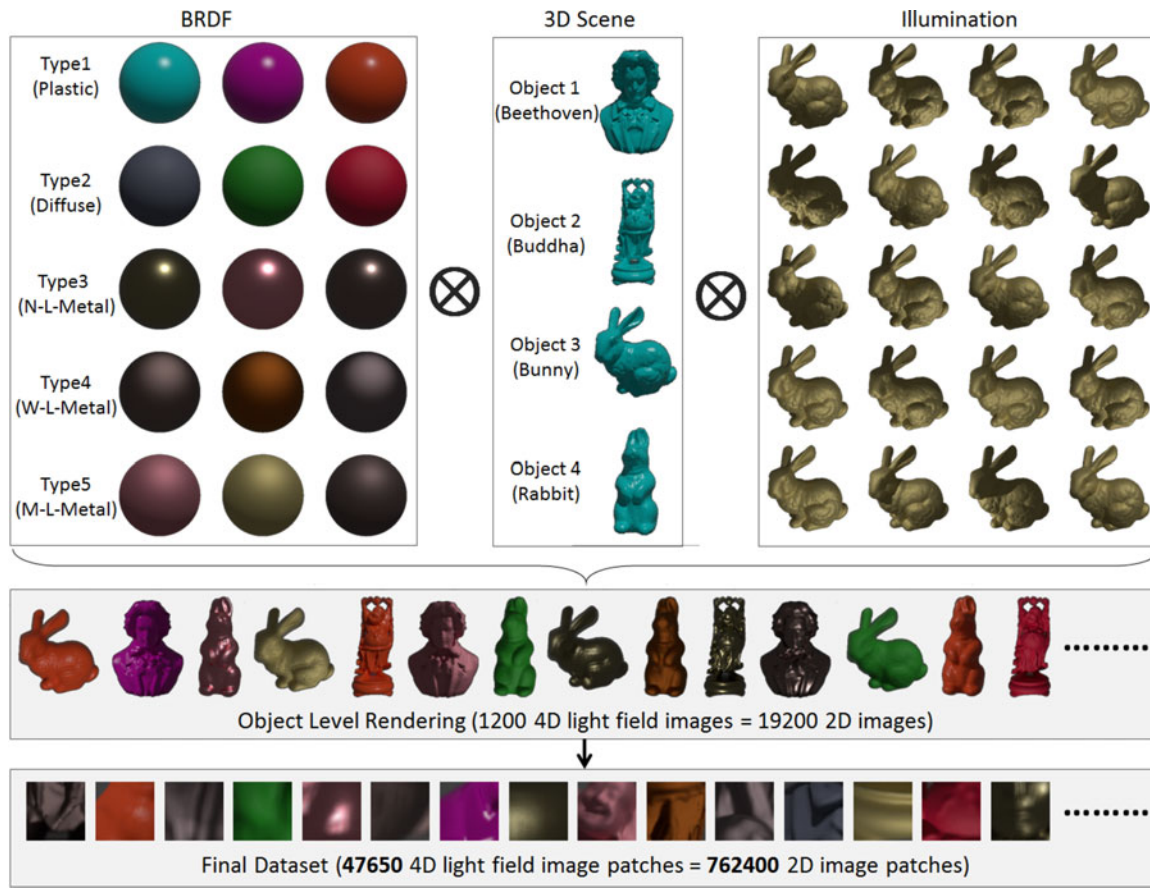 BRDF
3D Scene
Illumination
Type1
(Plastic)
Type2
(Diffuse)
Type3
(N-L-Metal)
Type4
(W-L-Metal)
Type5
(M-L-Metal)
Object 1
(Beethoven)
Object 2
(Buddha)
Object 3
(Bunny)
Object 4
(Rabbit)
Object Level Rendering (1200 4D light field images = 19200 2D images)
Final Dataset (47650 4D light field image patches = 762400 2D image patches)